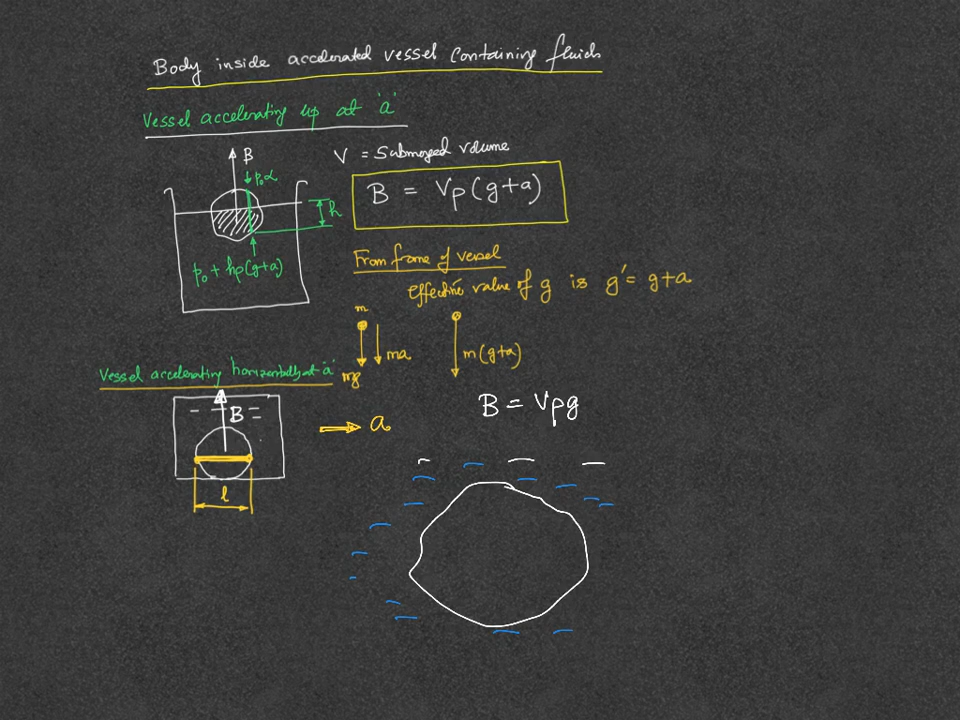 Body inside accelerated vessel containing fluids
Vessel accelerating up at 'a'
B
p₀α
V = Submerged volume
B = Vρ(g+a)
h
p₀ + hρ(g+a)
From frame of vessel
Effective value of g is g' = g+a
m
ma
mg
m(g+a)
Vessel accelerating horizontally at 'a'
B
a
l
B = Vρg